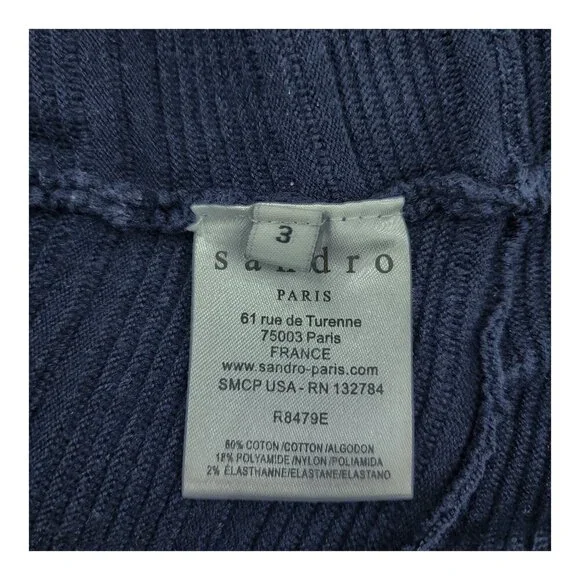 3
sandro
PARIS
61 rue de Turenne
75003 Paris
FRANCE
www.sandro-paris.com
SMCP USA - RN 132784
R8479E
80% COTON/COTTON/ALGODON
18% POLYAMIDE/NYLON/POLIAMIDA
2% ÉLASTHANNE/ELASTANE/ELASTANO